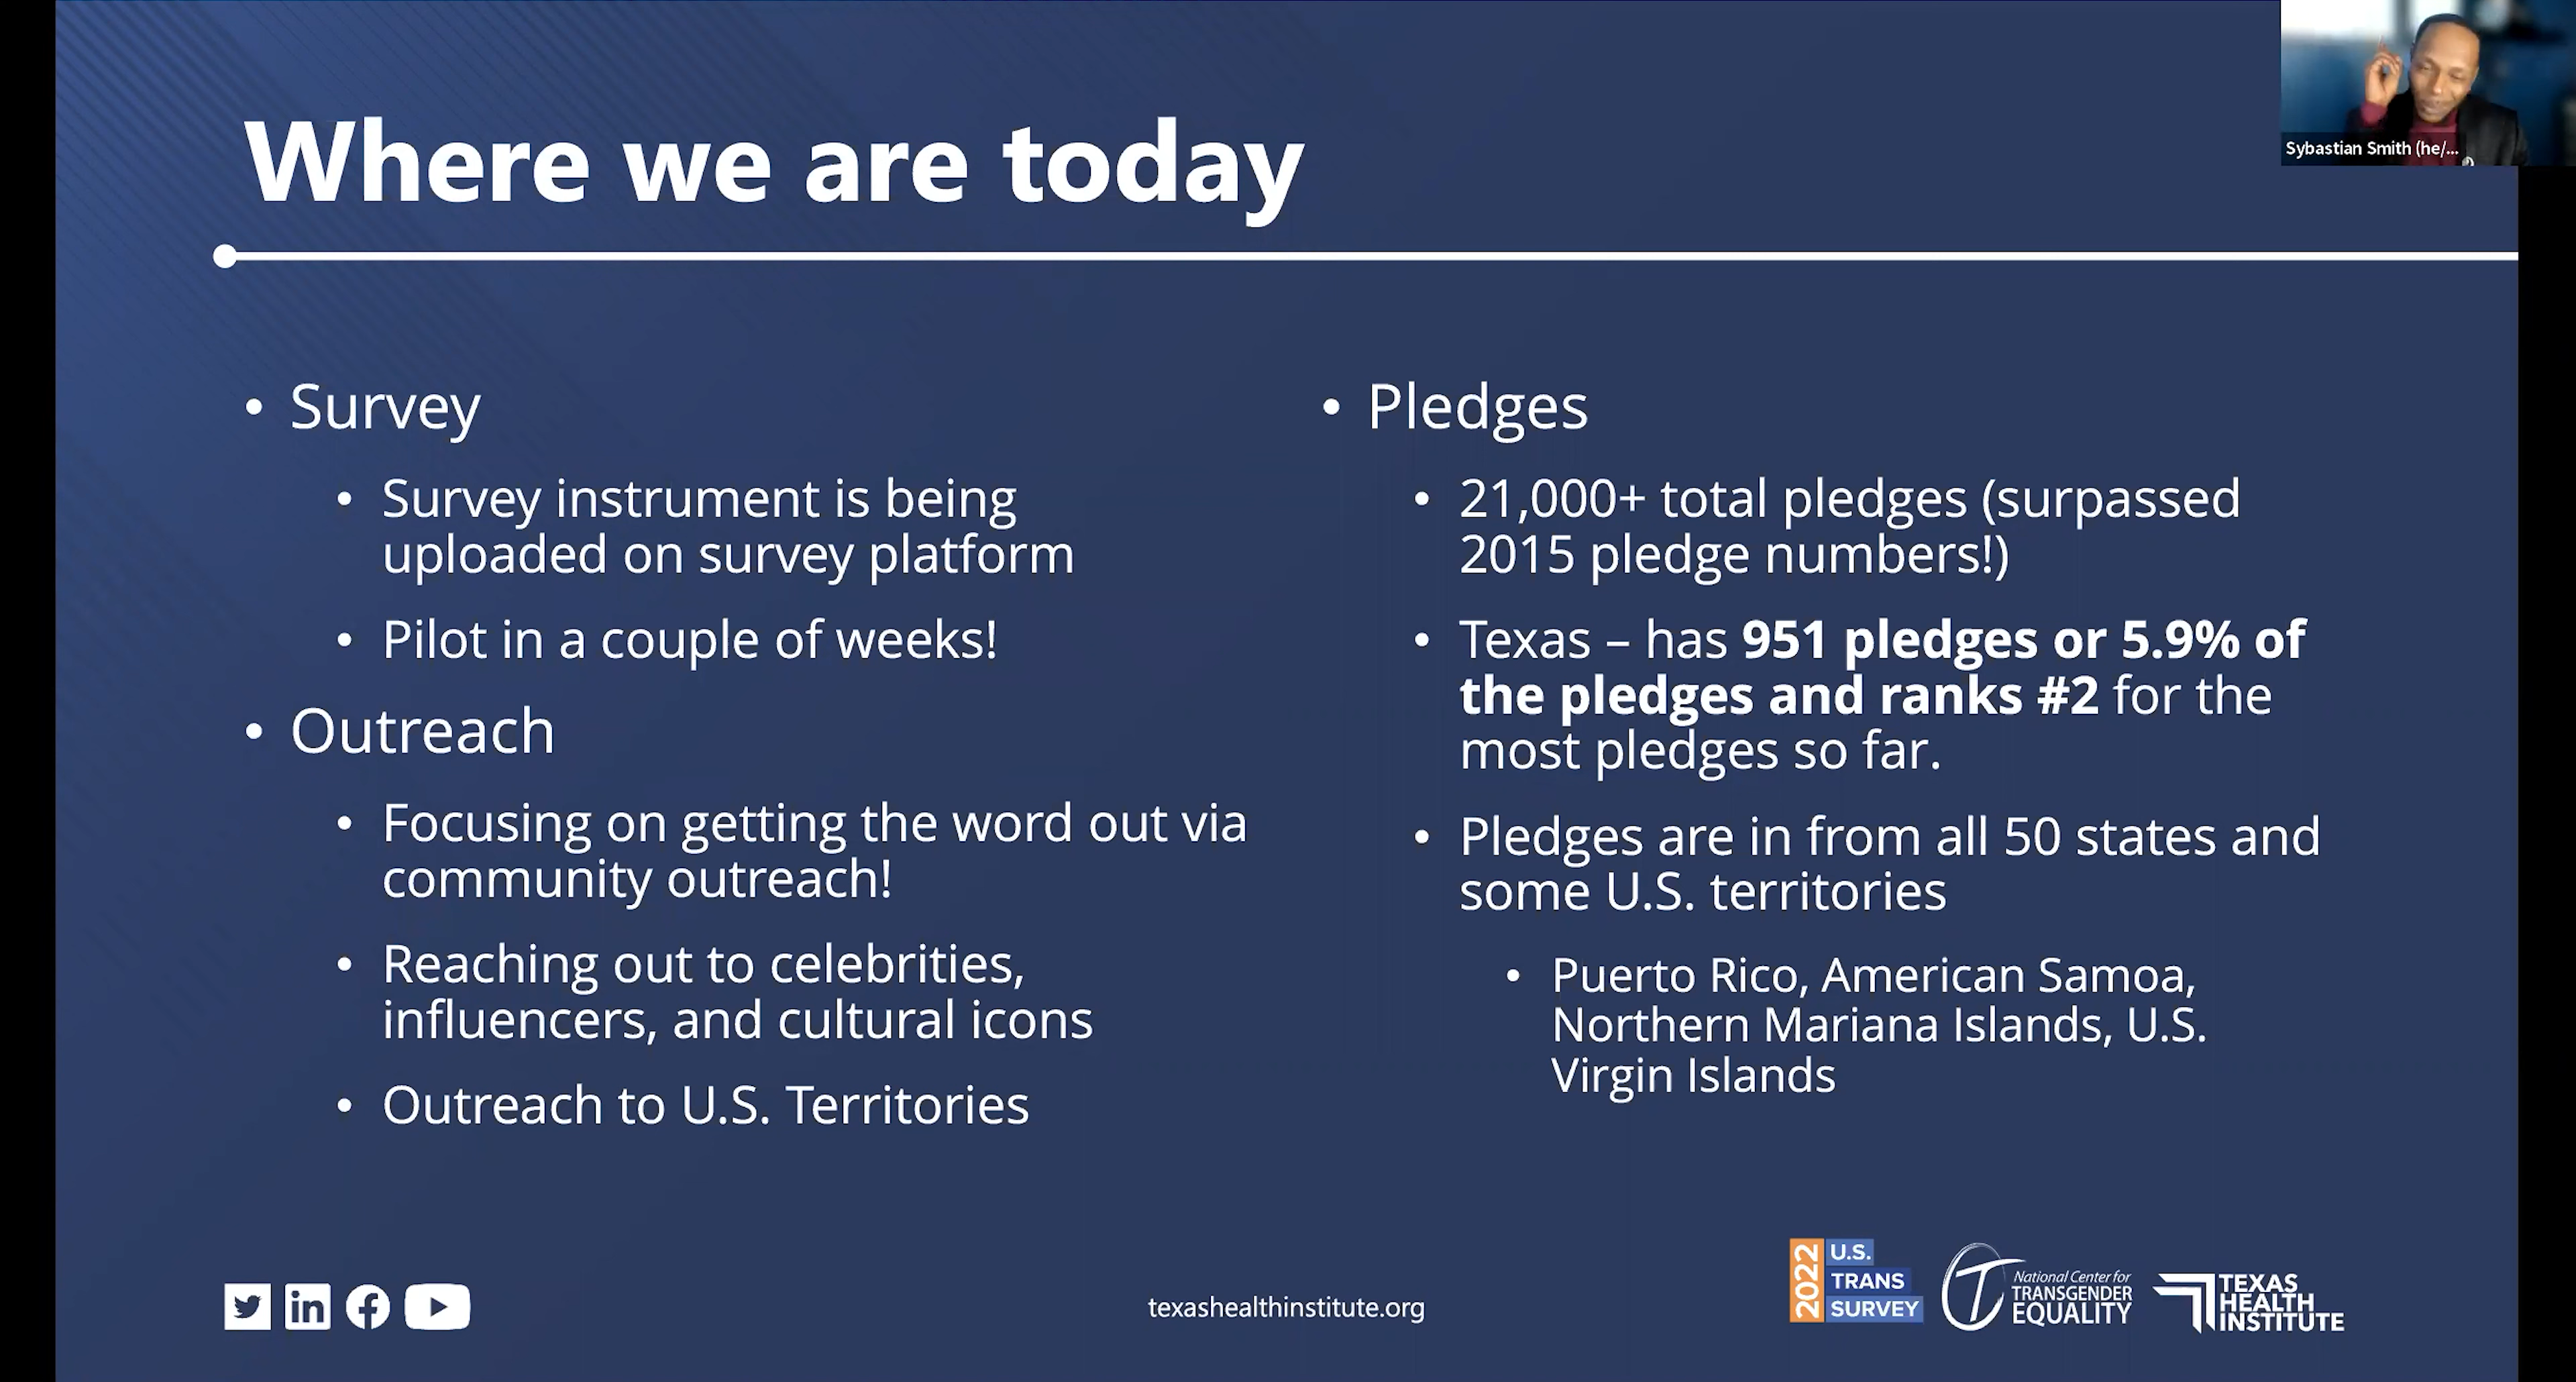 Sybastian Smith (he/...
Where we are today
• Survey
• Survey instrument is being
uploaded on survey platform
• Pilot in a couple of weeks!
• Outreach
• Focusing on getting the word out via
community outreach!
• Reaching out to celebrities,
influencers, and cultural icons
• Outreach to U.S. Territories
• Pledges
• 21,000+ total pledges (surpassed
2015 pledge numbers!)
• Texas – has 951 pledges or 5.9% of
the pledges and ranks #2 for the
most pledges so far.
• Pledges are in from all 50 states and
some U.S. territories
• Puerto Rico, American Samoa,
Northern Mariana Islands, U.S.
Virgin Islands
in
texashealthinstitute.org
2022
U.S.
TRANS
SURVEY
National Center for
TRANSGENDER
EQUALITY
TEXAS
HEALTH
INSTITUTE